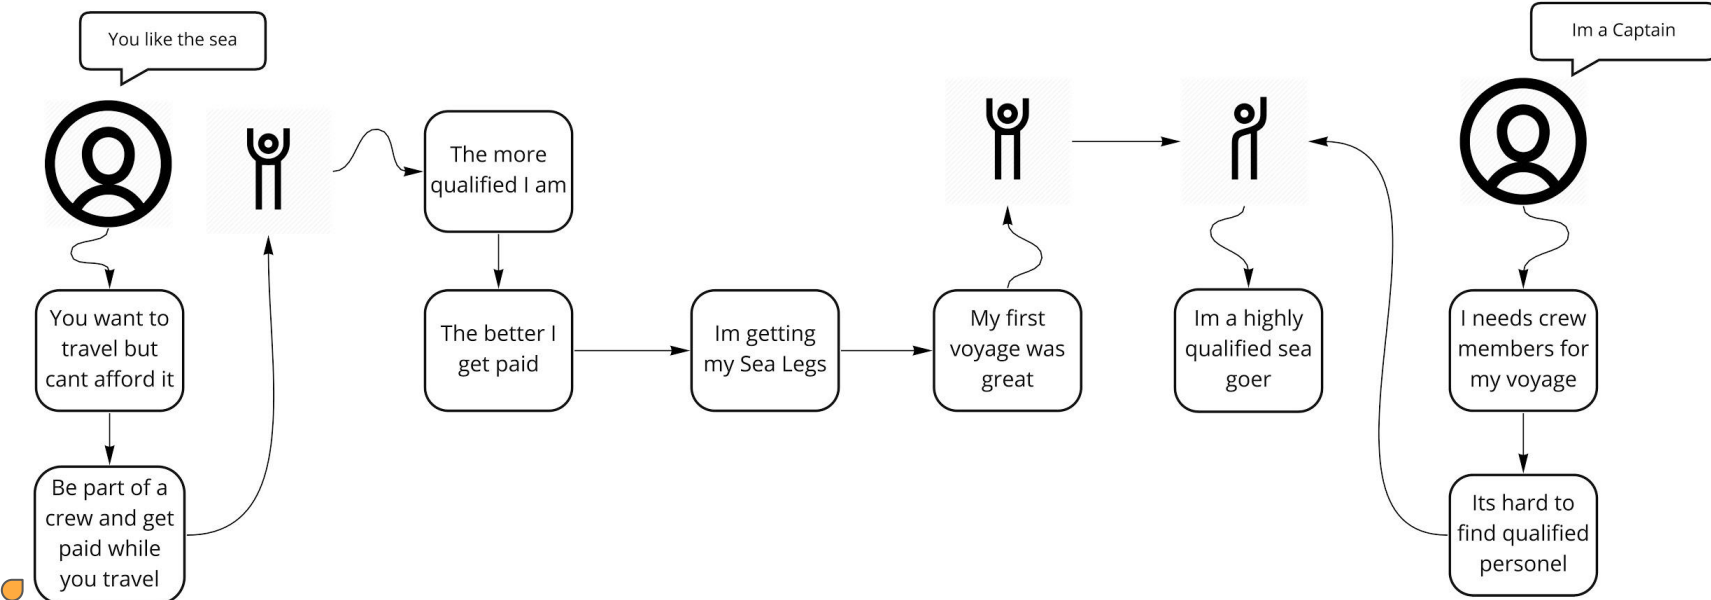 You like the sea
Im a Captain
The more
qualified I am
You want to
travel but
cant afford it
The better I
get paid
Im getting
my Sea Legs
My first
voyage was
great
Im a highly
qualified sea
goer
I needs crew
members for
my voyage
Be part of a
crew and get
paid while
you travel
Its hard to
find qualified
personel